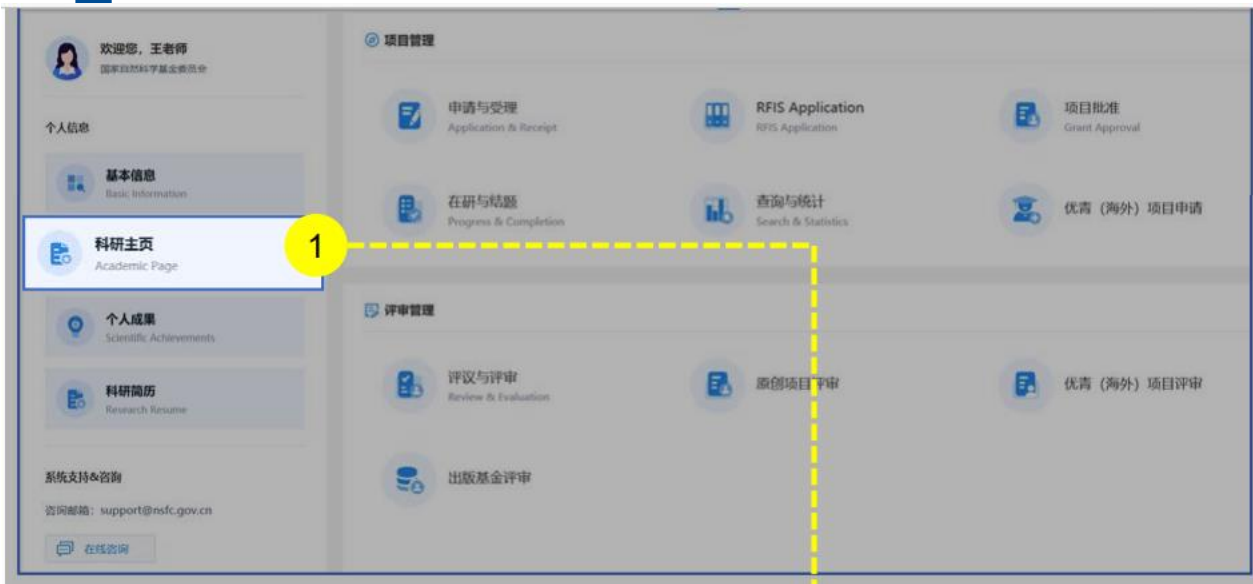 欢迎您，王老师
国家自然科学基金委员会
个人信息
基本信息
Basic Information
科研主页
Academic Page
1
个人成果
Scientific Achievements
科研简历
Research Resume
系统支持&咨询
咨询邮箱：support@nsfc.gov.cn
在线咨询
项目管理
申请与受理
Application & Receipt
RFIS Application
RFIS Application
项目批准
Grant Approval
在研与结题
Progress & Completion
查询与统计
Search & Statistics
优青（海外）项目申请
评审管理
评议与评审
Review & Evaluation
原创项目评审
优青（海外）项目评审
出版基金评审